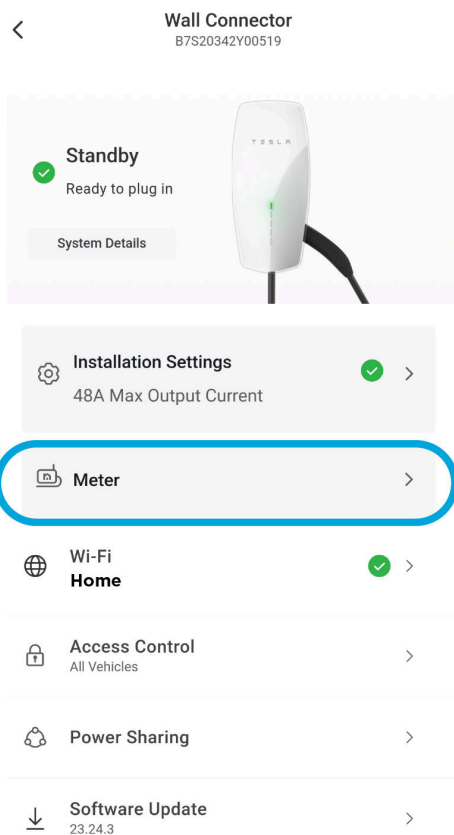 Wall Connector
B7S20342Y00519
TESLA
Standby
Ready to plug in
System Details
Installation Settings
48A Max Output Current
Meter
Wi-Fi
Home
Access Control
All Vehicles
Power Sharing
Software Update
23.24.3